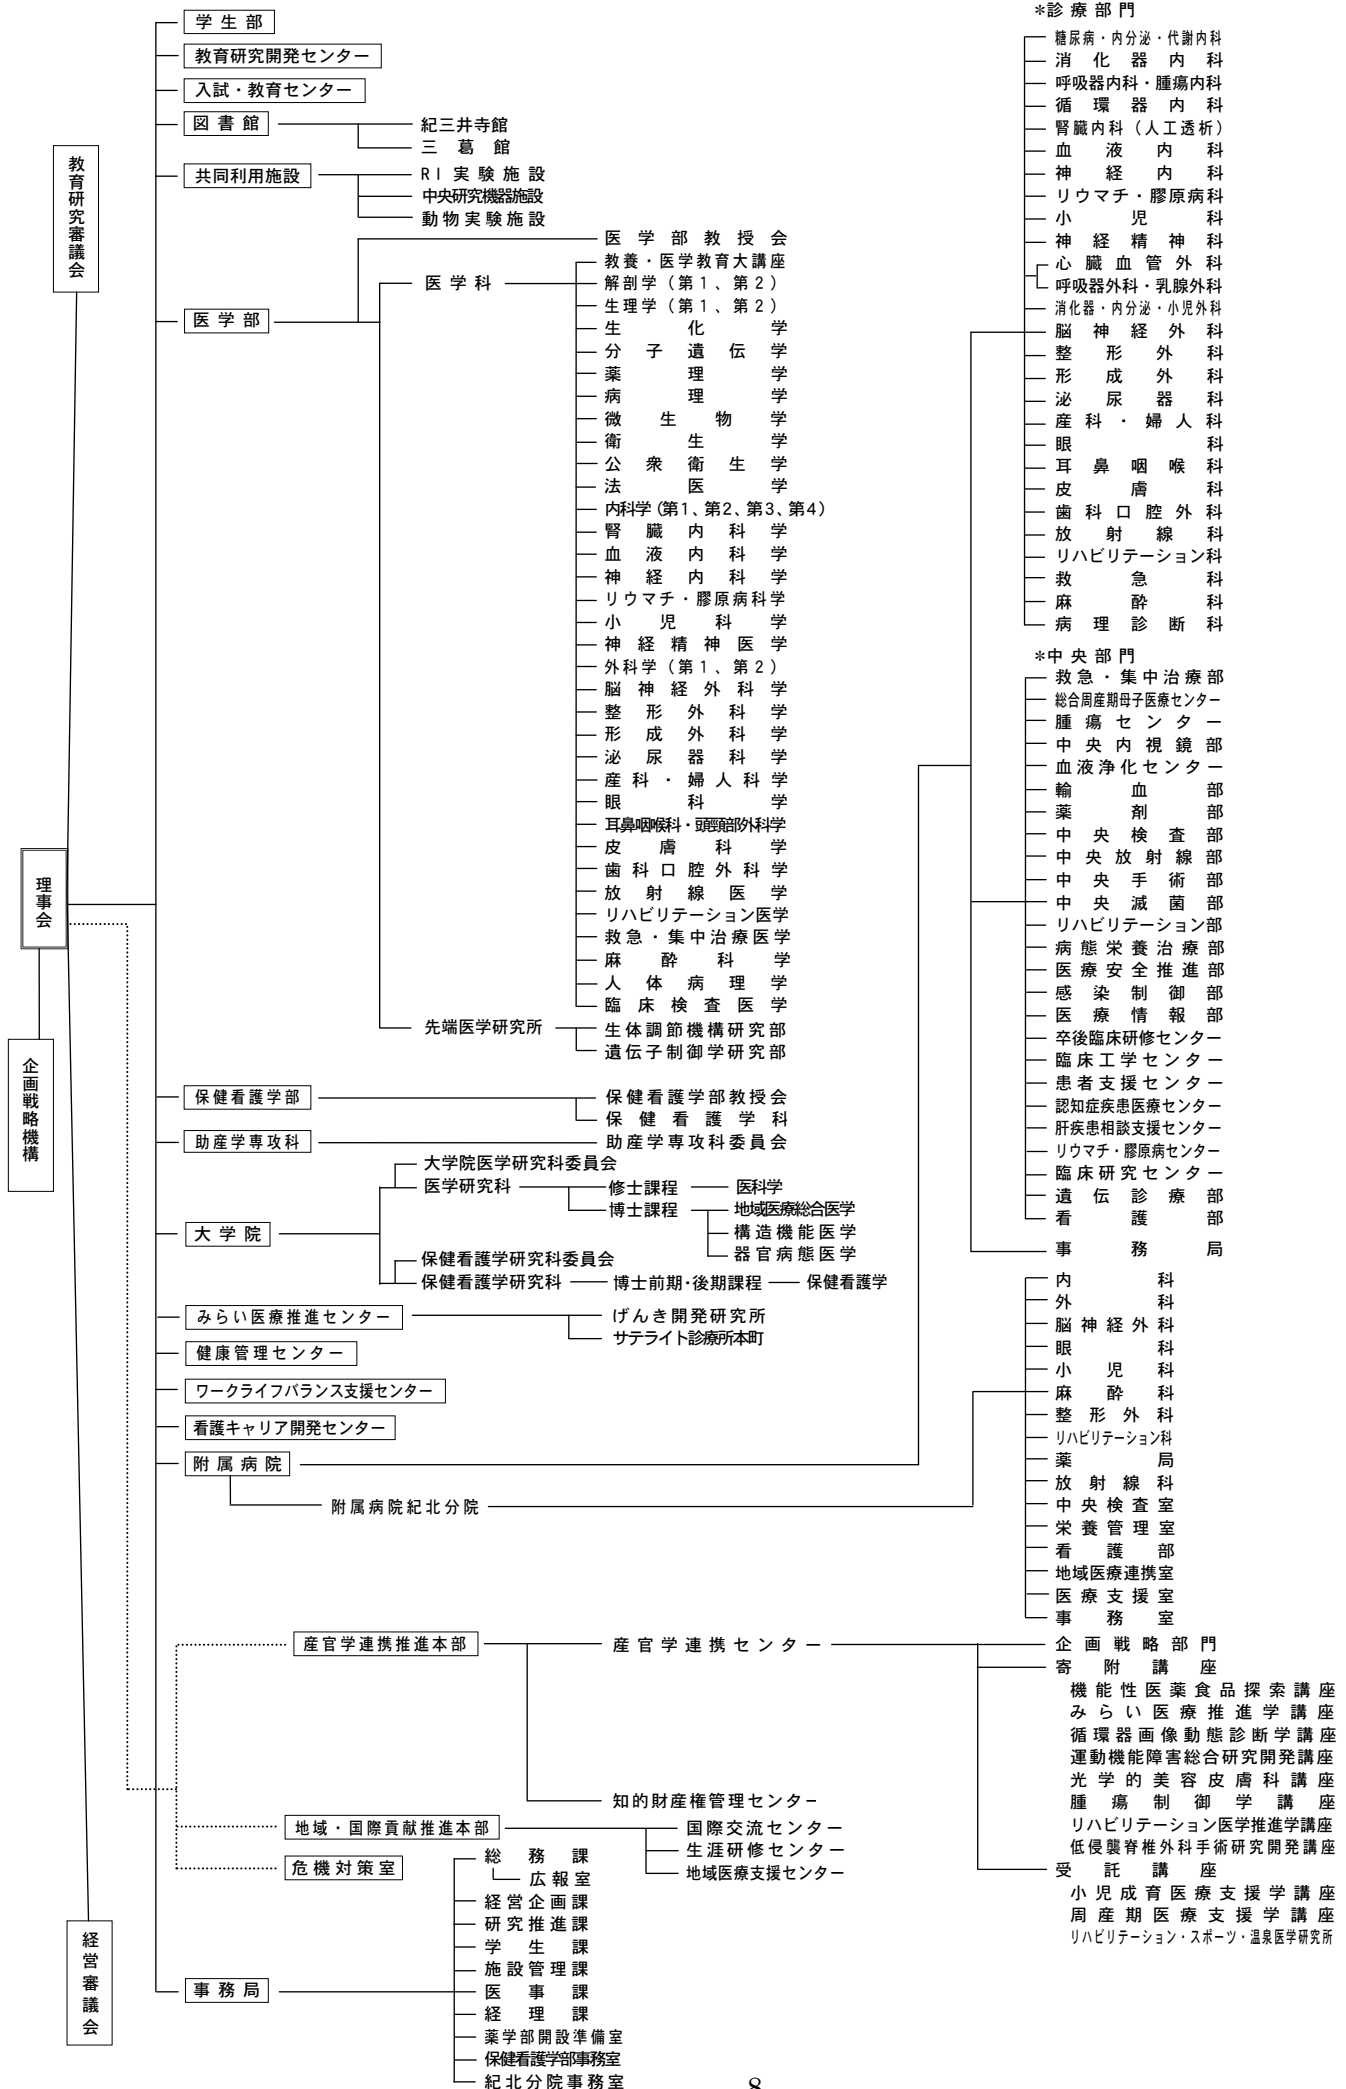 教育研究審議会
理事会
企画戦略機構
経営審議会
学生部
教育研究開発センター
入試・教育センター
図書館
紀三井寺館
三葛館
共同利用施設
RI実験施設
中央研究機器施設
動物実験施設
医学部
医学部教授会
医学科
教養・医学教育大講座
解剖学(第1、第2)
生理学(第1、第2)
生化学
分子遺伝学
薬理学
病理学
微生物学
衛生学
公衆衛生学
法医学
内科学(第1、第2、第3、第4)
腎臓内科学
血液内科学
神経内科学
リウマチ・膠原病科学
小児科学
神経精神医学
外科学(第1、第2)
脳神経外科学
整形外科学
形成外科学
泌尿器科学
産科・婦人科学
眼科学
耳鼻咽喉科・頭頸部外科学
皮膚科学
歯科口腔外科学
放射線医学
リハビリテーション医学
救急・集中治療医学
麻酔科学
人体病理学
臨床検査医学
先端医学研究所
生体調節機構研究部
遺伝子制御学研究部
保健看護学部
保健看護学部教授会
保健看護学科
助産学専攻科
助産学専攻科委員会
大学院
大学院医学研究科委員会
医学研究科
修士課程
医科学
博士課程
地域医療総合医学
構造機能医学
器官病態医学
保健看護学研究科委員会
保健看護学研究科
博士前期・後期課程
保健看護学
みらい医療推進センター
げんき開発研究所
サテライト診療所本町
健康管理センター
ワークライフバランス支援センター
看護キャリア開発センター
附属病院
附属病院紀北分院
*診療部門
糖尿病・内分泌・代謝内科
消化器内科
呼吸器内科・腫瘍内科
循環器内科
腎臓内科(人工透析)
血液内科
神経内科
リウマチ・膠原病科
小児科
神経精神科
心臓血管外科
呼吸器外科・乳腺外科
消化器・内分泌・小児外科
脳神経外科
整形外科
形成外科
泌尿器科
産科・婦人科
眼科
耳鼻咽喉科
皮膚科
歯科口腔外科
放射線科
リハビリテーション科
救急科
麻酔科
病理診断科
*中央部門
救急・集中治療部
総合周産期母子医療センター
腫瘍センター
中央内視鏡部
血液浄化センター
輸血部
薬剤部
中央検査部
中央放射線部
中央手術部
中央滅菌部
リハビリテーション部
病態栄養治療部
医療安全推進部
感染制御部
医療情報部
卒後臨床研修センター
臨床工学センター
患者支援センター
認知症疾患医療センター
肝疾患相談支援センター
リウマチ・膠原病センター
臨床研究センター
遺伝診療部
看護部
事務局
内科
外科
脳神経外科
眼科
小児科
麻酔科
整形外科
リハビリテーション科
薬局
放射線科
中央検査室
栄養管理室
看護部
地域医療連携室
医療支援室
事務室
産官学連携推進本部
産官学連携センター
企画戦略部門
寄附講座
機能性医薬食品探索講座
みらい医療推進学講座
循環器画像動態診断学講座
運動機能障害総合研究開発講座
光学的美容皮膚科講座
腫瘍制御学講座
リハビリテーション医学推進学講座
低侵襲脊椎外科手術研究開発講座
受託講座
小児成育医療支援学講座
周産期医療支援学講座
リハビリテーション・スポーツ・温泉医学研究所
知的財産権管理センター
地域・国際貢献推進本部
国際交流センター
生涯研修センター
地域医療支援センター
危機対策室
事務局
総務課
広報室
経営企画課
研究推進課
学生課
施設管理課
医事課
経理課
薬学部開設準備室
保健看護学部事務室
紀北分院事務室
8